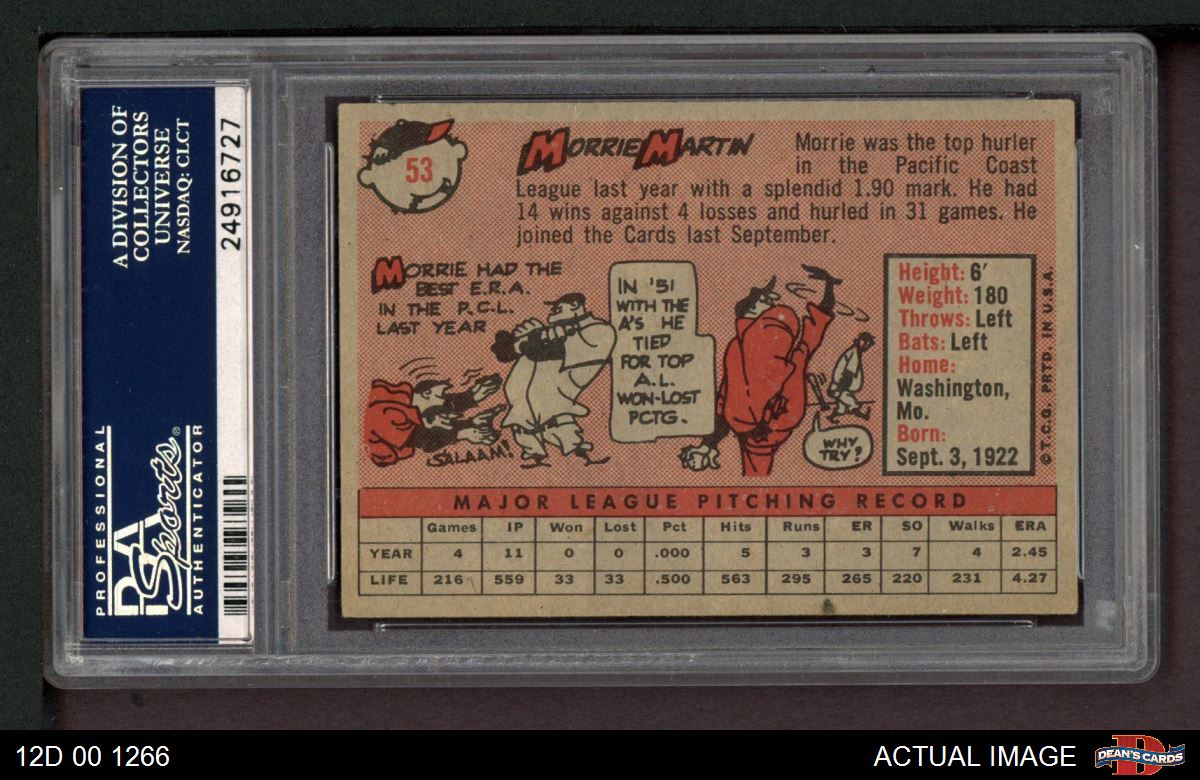 A DIVISION OF
COLLECTORS
UNIVERSE
NASDAQ: CLCT
24916727
PROFESSIONAL
PSA
Sports®
AUTHENTICATOR
53
MORRIE MARTIN
Morrie was the top hurler
in the Pacific Coast
League last year with a splendid 1.90 mark. He had
14 wins against 4 losses and hurled in 31 games. He
joined the Cards last September.
MORRIE HAD THE
BEST E.R.A.
IN THE P.C.L.
LAST YEAR
SALAAM!
IN '51
WITH THE
A'S HE
TIED
FOR TOP
A.L.
WON-LOST
PCTG.
WHY
TRY?
Height: 6'
Weight: 180
Throws: Left
Bats: Left
Home:
Washington,
Mo.
Born:
Sept. 3, 1922
© T.C.G. PRTD. IN U.S.A.
MAJOR LEAGUE PITCHING RECORD
Games IP Won Lost Pct Hits Runs ER SO Walks ERA
YEAR 4 11 0 0 .000 5 3 3 7 4 2.45
LIFE 216 559 33 33 .500 563 295 265 220 231 4.27
12D 00 1266
ACTUAL IMAGE
D
DEAN'S CARDS